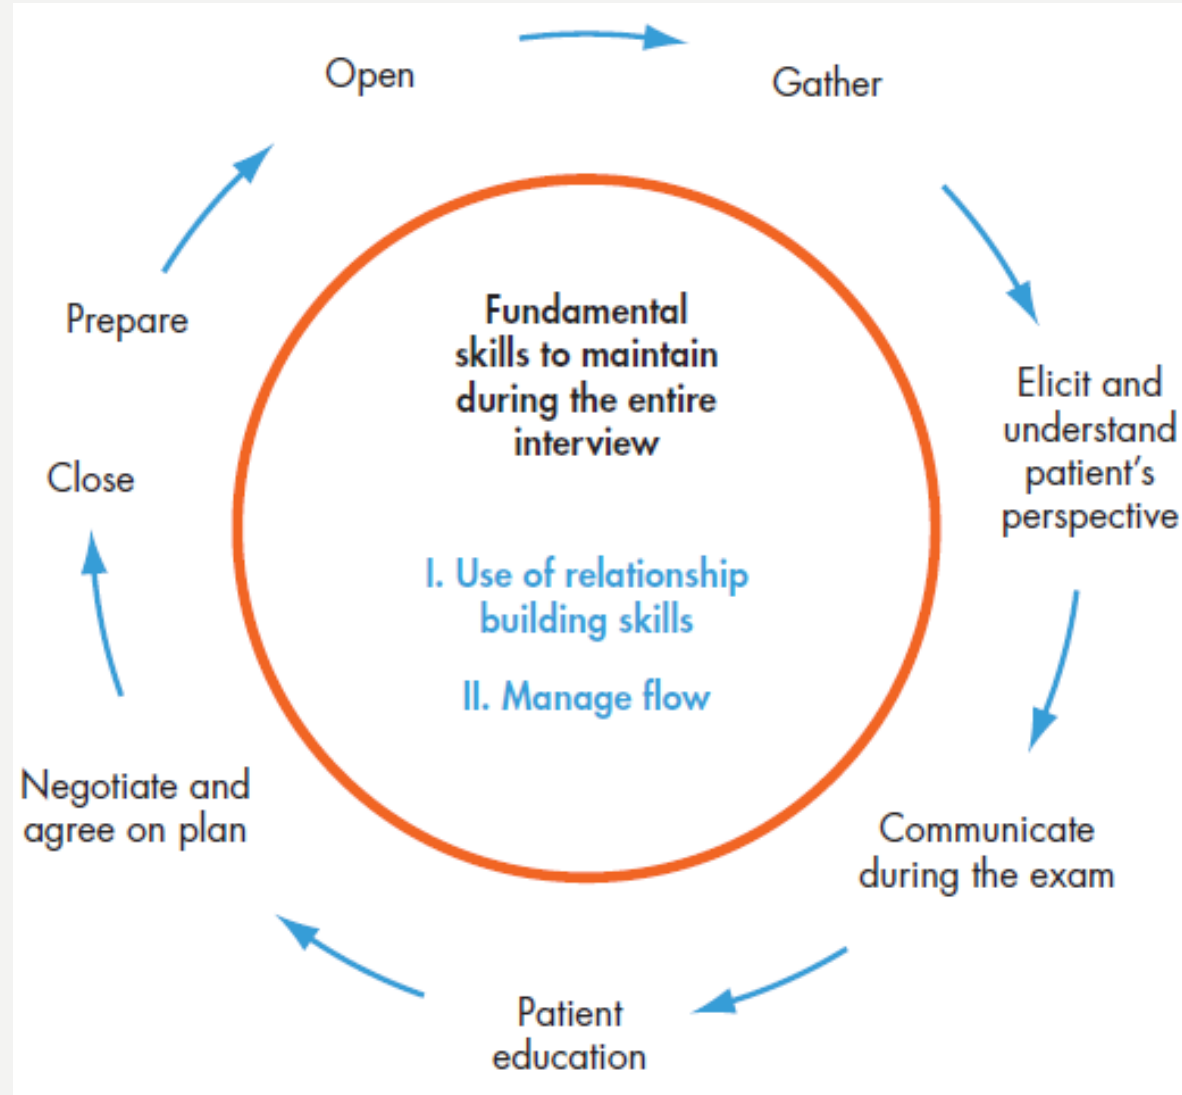 Open
Gather
Prepare
Fundamental
skills to maintain
during the entire
interview
Elicit and
understand
patient's
perspective
Close
I. Use of relationship
building skills
II. Manage flow
Negotiate and
agree on plan
Communicate
during the exam
Patient
education